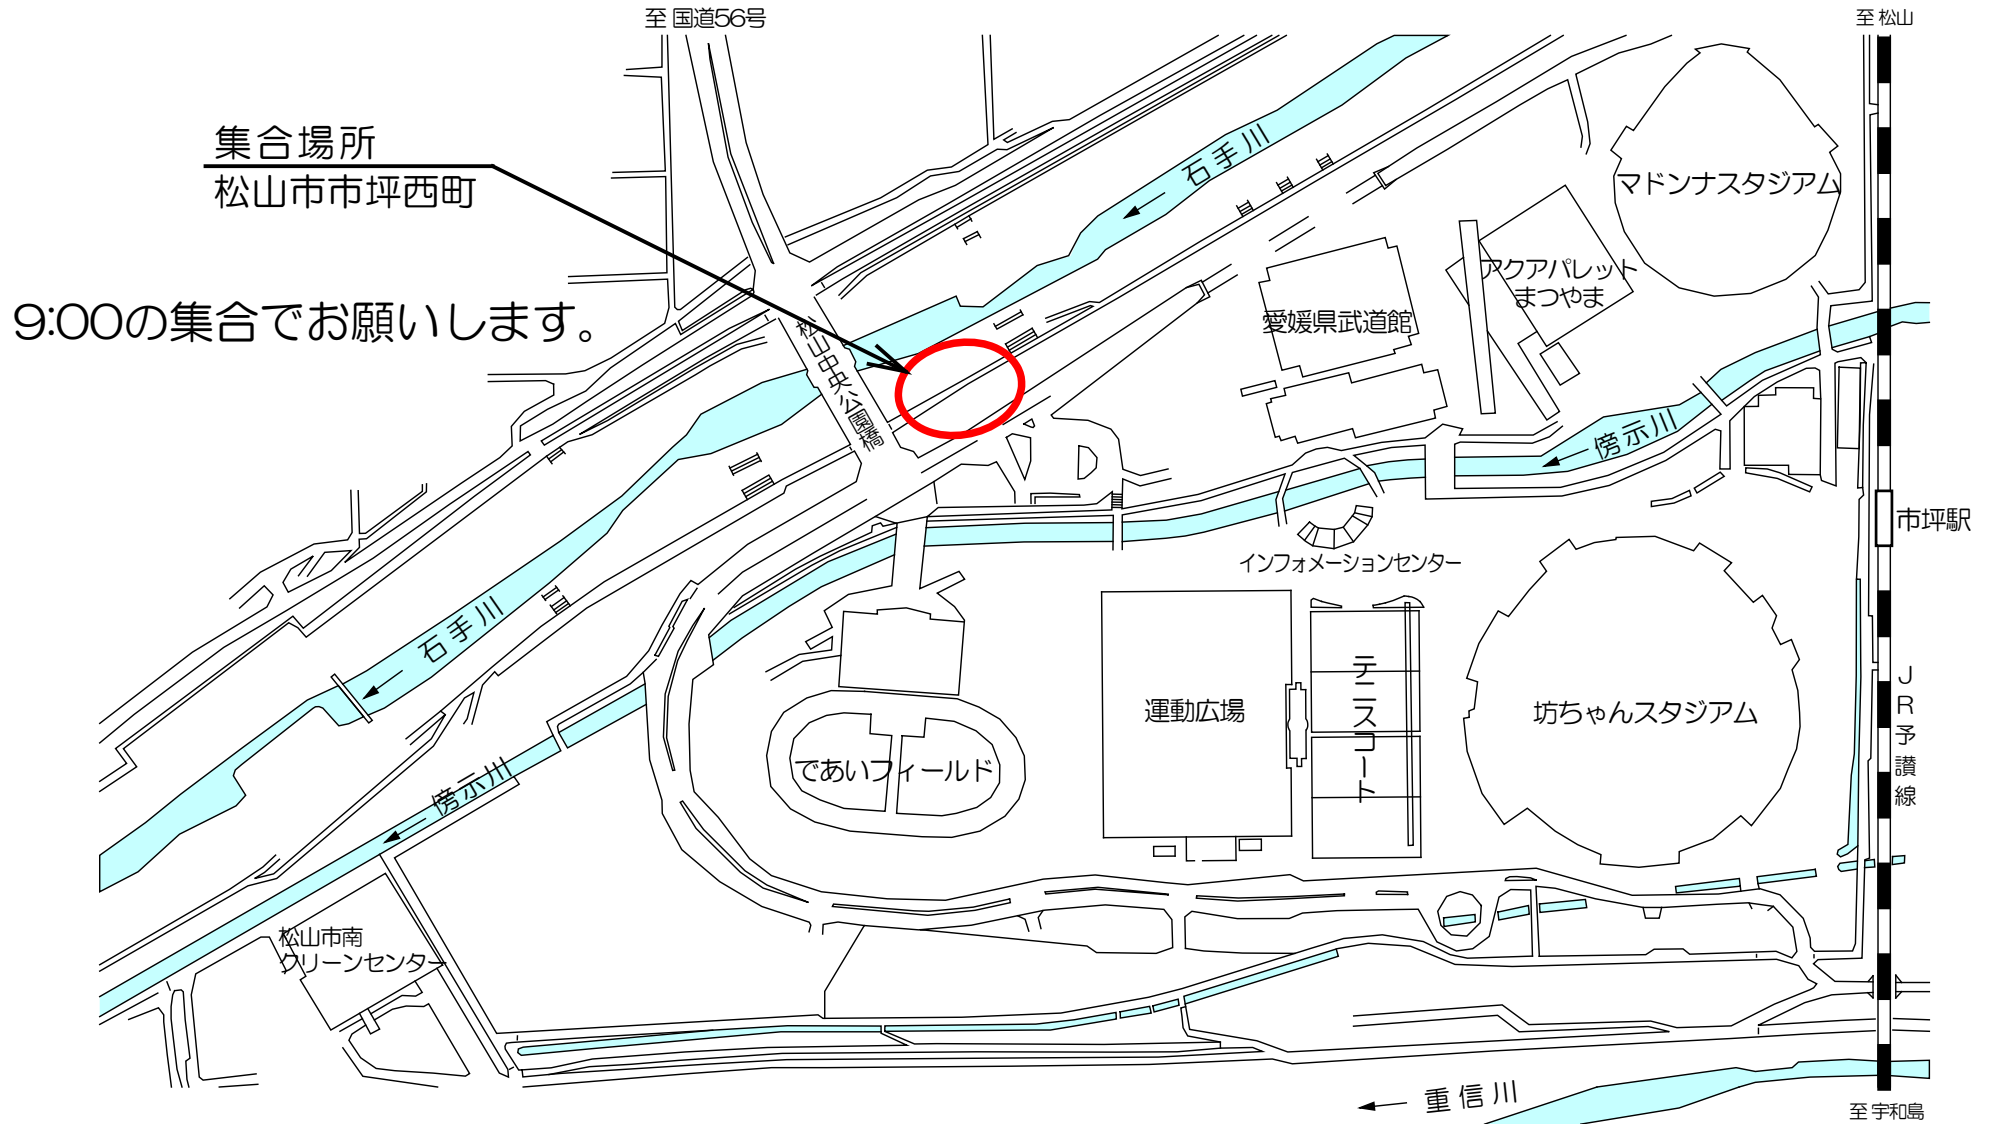 至 国道56号
至 松山
集合場所
松山市市坪西町
9:00の集合でお願いします。
石手川
マドンナスタジアム
アクアパレット
まつやま
愛媛県武道館
松山中央公園橋
傍示川
市坪駅
インフォメーションセンター
石手川
テニスコート
運動広場
坊ちゃんスタジアム
JR予讃線
であいフィールド
傍示川
松山市南
クリーンセンター
重信川
至 宇和島